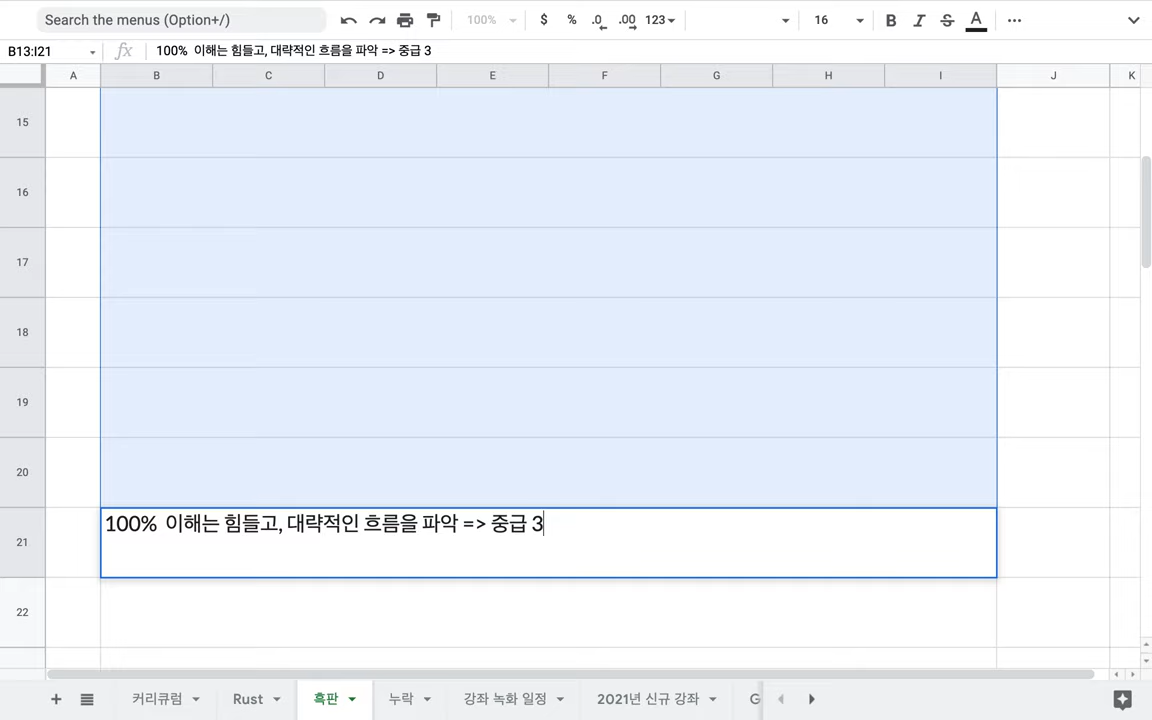 Search the menus (Option+/) 100% $ % .0 .00 123 16 B I S A
B13:I21 fx 100% 이해는 힘들고, 대략적인 흐름을 파악 => 중급 3
A B C D E F G H I J K
15
16
17
18
19
20
21 100% 이해는 힘들고, 대략적인 흐름을 파악 => 중급 3
22
커리큐럼 Rust 흑판 누락 강좌 녹화 일정 2021년 신규 강좌 G